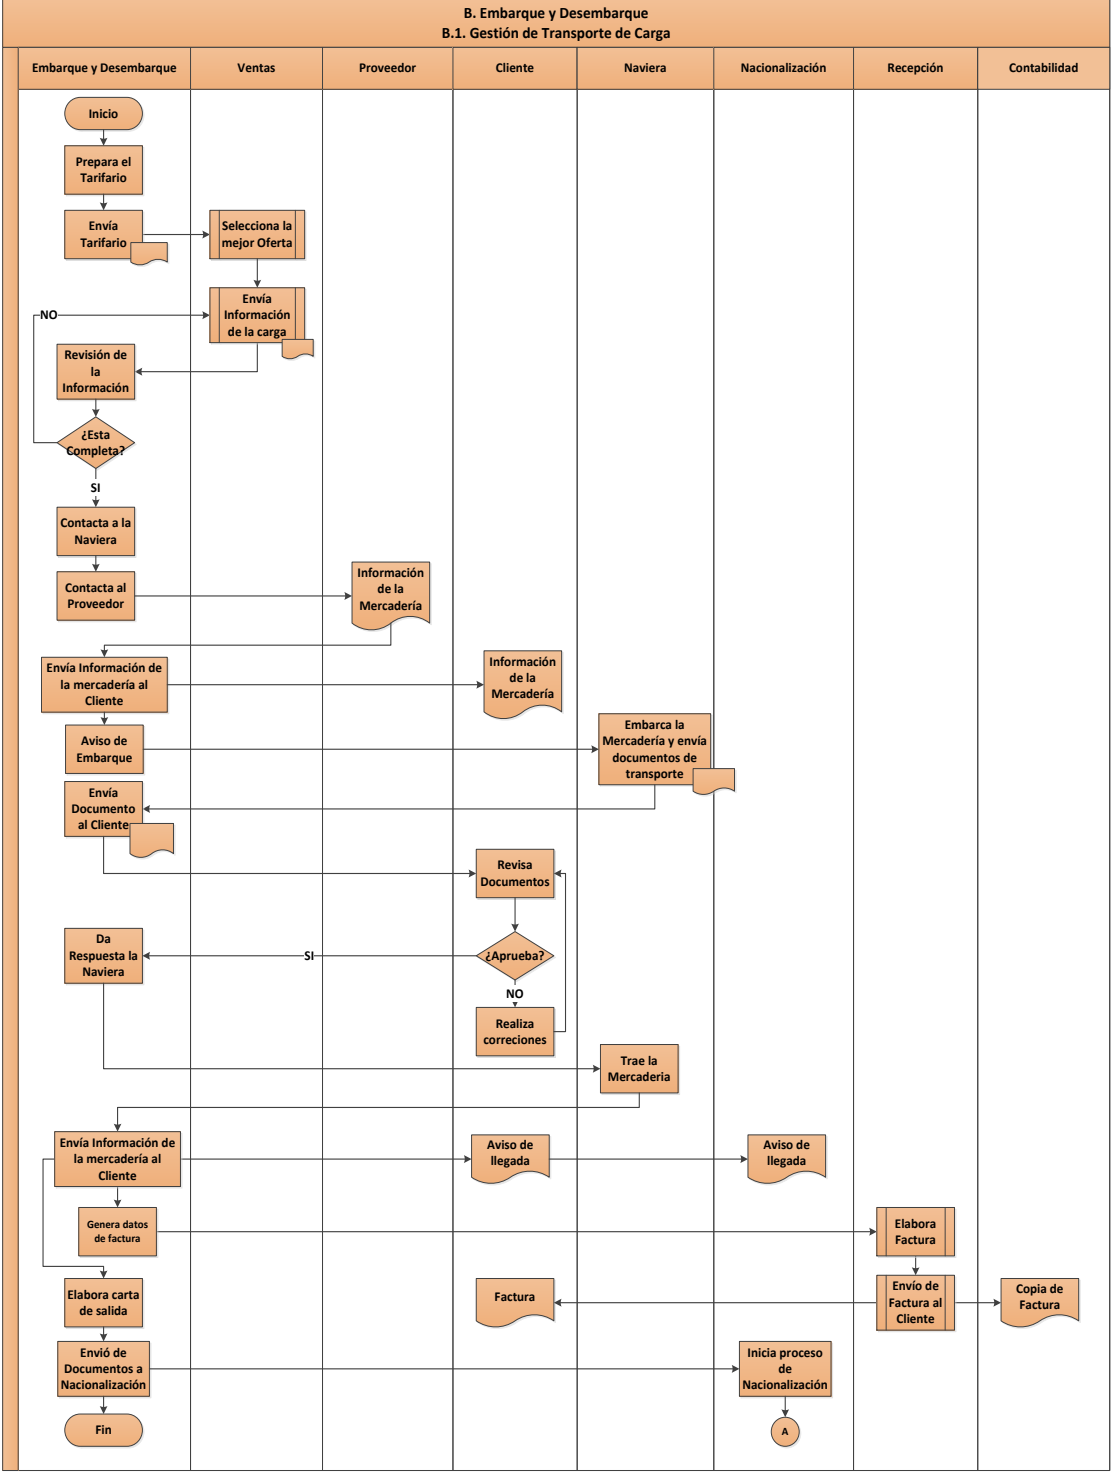 B. Embarque y Desembarque
B.1. Gestión de Transporte de Carga
Embarque y Desembarque
Ventas
Proveedor
Cliente
Naviera
Nacionalización
Recepción
Contabilidad
Inicio
Prepara el
Tarifario
Envía
Tarifario
Selecciona la
mejor Oferta
Envía
Información
de la carga
NO
Revisión de
la
Información
¿Esta
Completa?
SI
Contacta a la
Naviera
Contacta al
Proveedor
Información
de la
Mercadería
Envía Información de
la mercadería al
Cliente
Información
de la
Mercadería
Aviso de
Embarque
Embarca la
Mercadería y envía
documentos de
transporte
Envía
Documento
al Cliente
Revisa
Documentos
Da
Respuesta la
Naviera
SI
¿Aprueba?
NO
Realiza
correciones
Trae la
Mercaderia
Envía Información de
la mercadería al
Cliente
Aviso de
llegada
Aviso de
llegada
Genera datos
de factura
Elabora
Factura
Elabora carta
de salida
Factura
Envío de
Factura al
Cliente
Copia de
Factura
Envió de
Documentos a
Nacionalización
Inicia proceso
de
Nacionalización
Fin
A